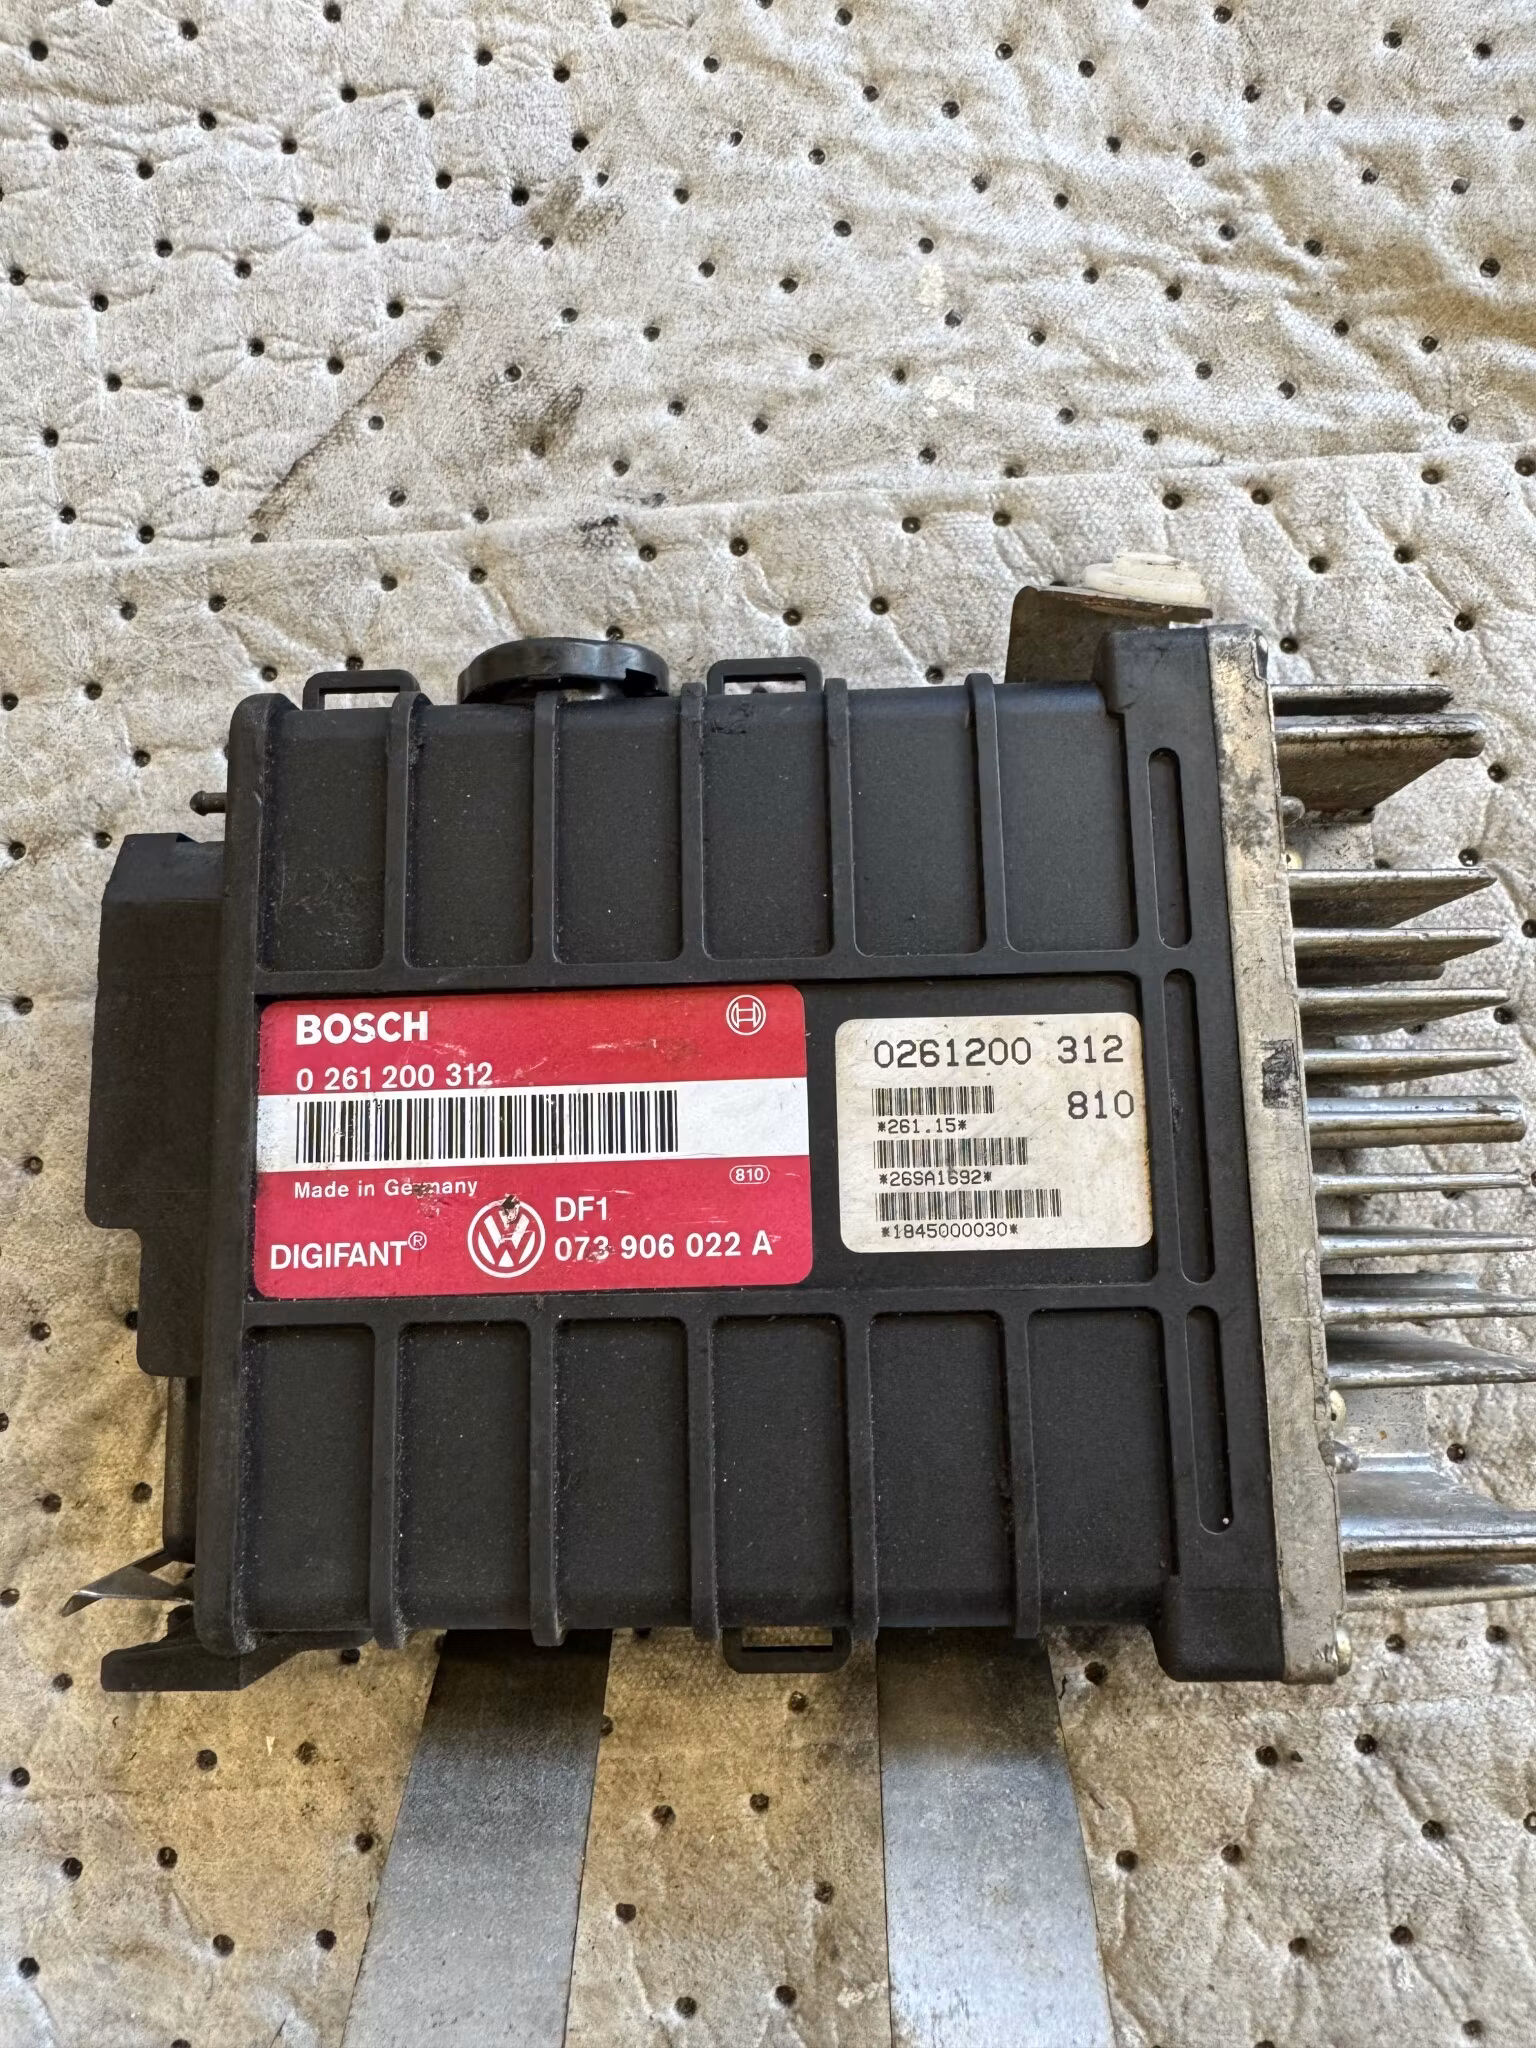 BOSCH
0 261 200 312
Made in Germany
810
DIGIFANT®
DF1
073 906 022 A
0261200 312
810
*261.15*
*26SA1692*
*1845000030*